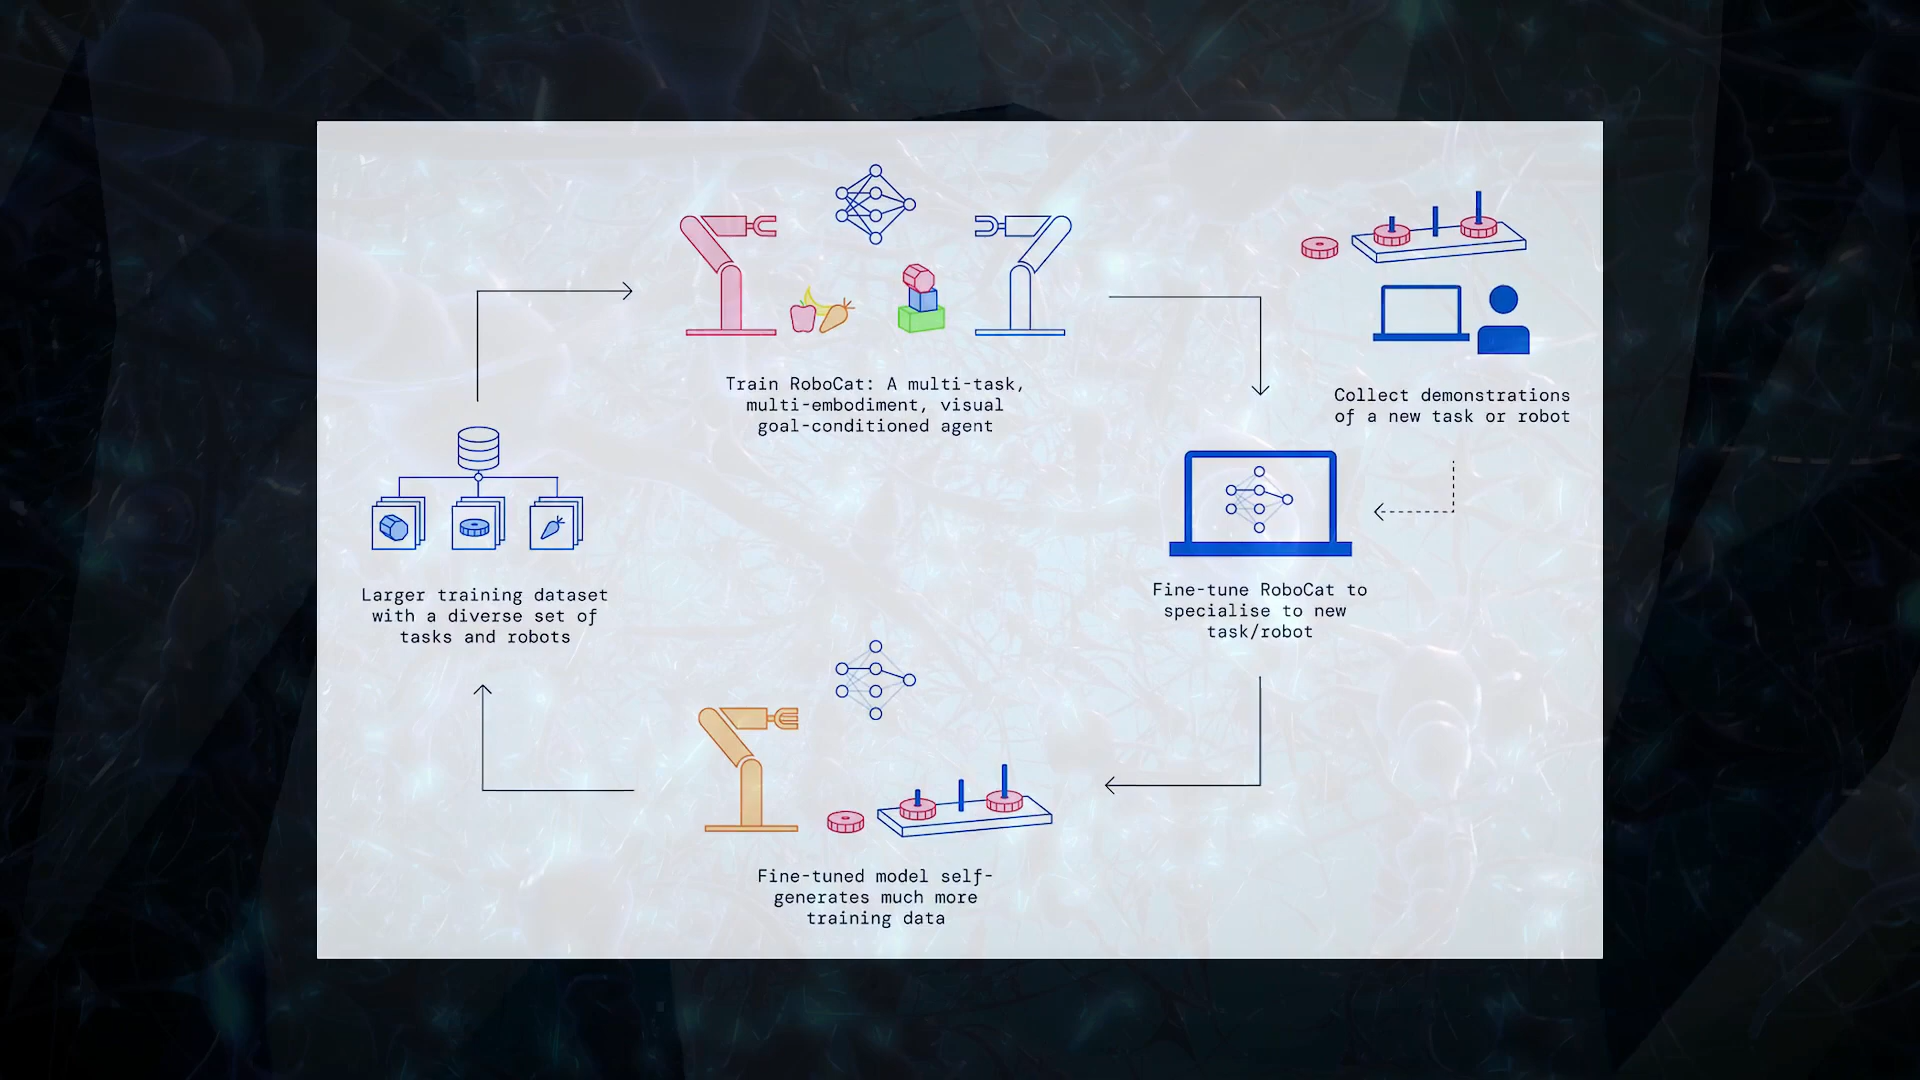 Train RoboCat: A multi-task,
multi-embodiment, visual
goal-conditioned agent
Collect demonstrations
of a new task or robot
Fine-tune RoboCat to
specialise to new
task/robot
Fine-tuned model self-
generates much more
training data
Larger training dataset
with a diverse set of
tasks and robots